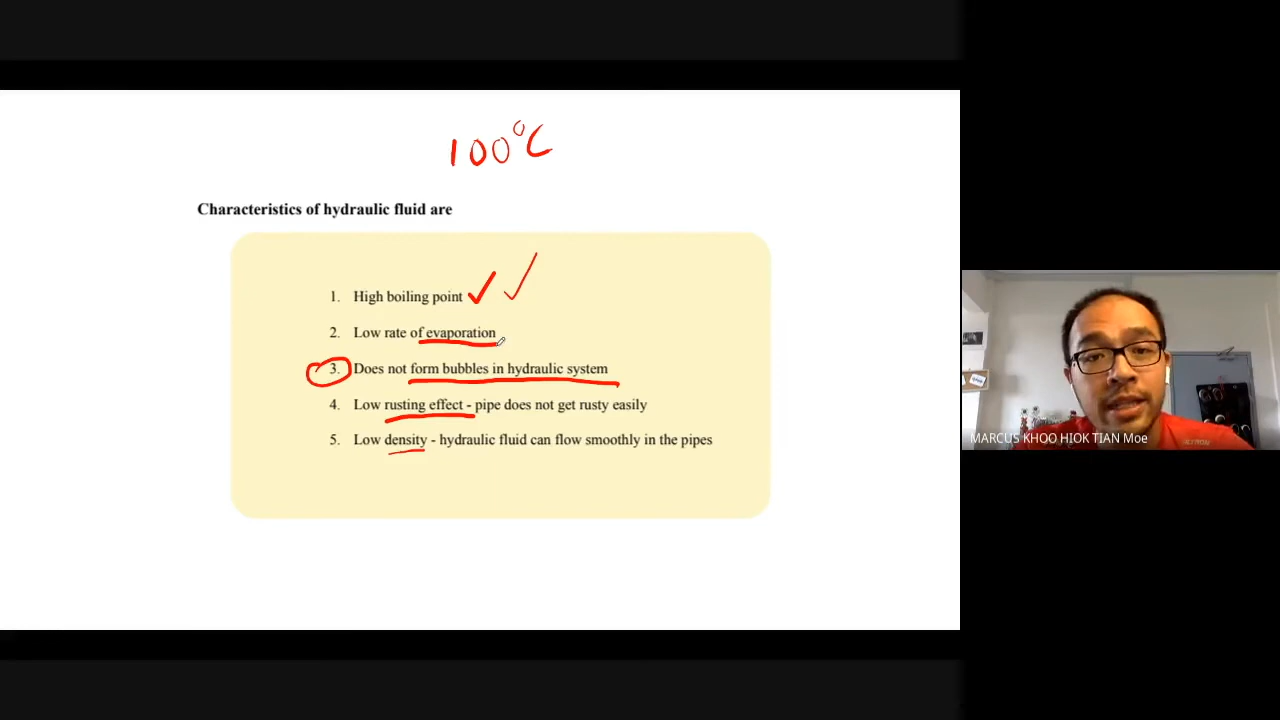 100°C
Characteristics of hydraulic fluid are
1. High boiling point
2. Low rate of evaporation
3. Does not form bubbles in hydraulic system
4. Low rusting effect - pipe does not get rusty easily
5. Low density - hydraulic fluid can flow smoothly in the pipes
MARCUS KHOO HIOK TIAN Moe